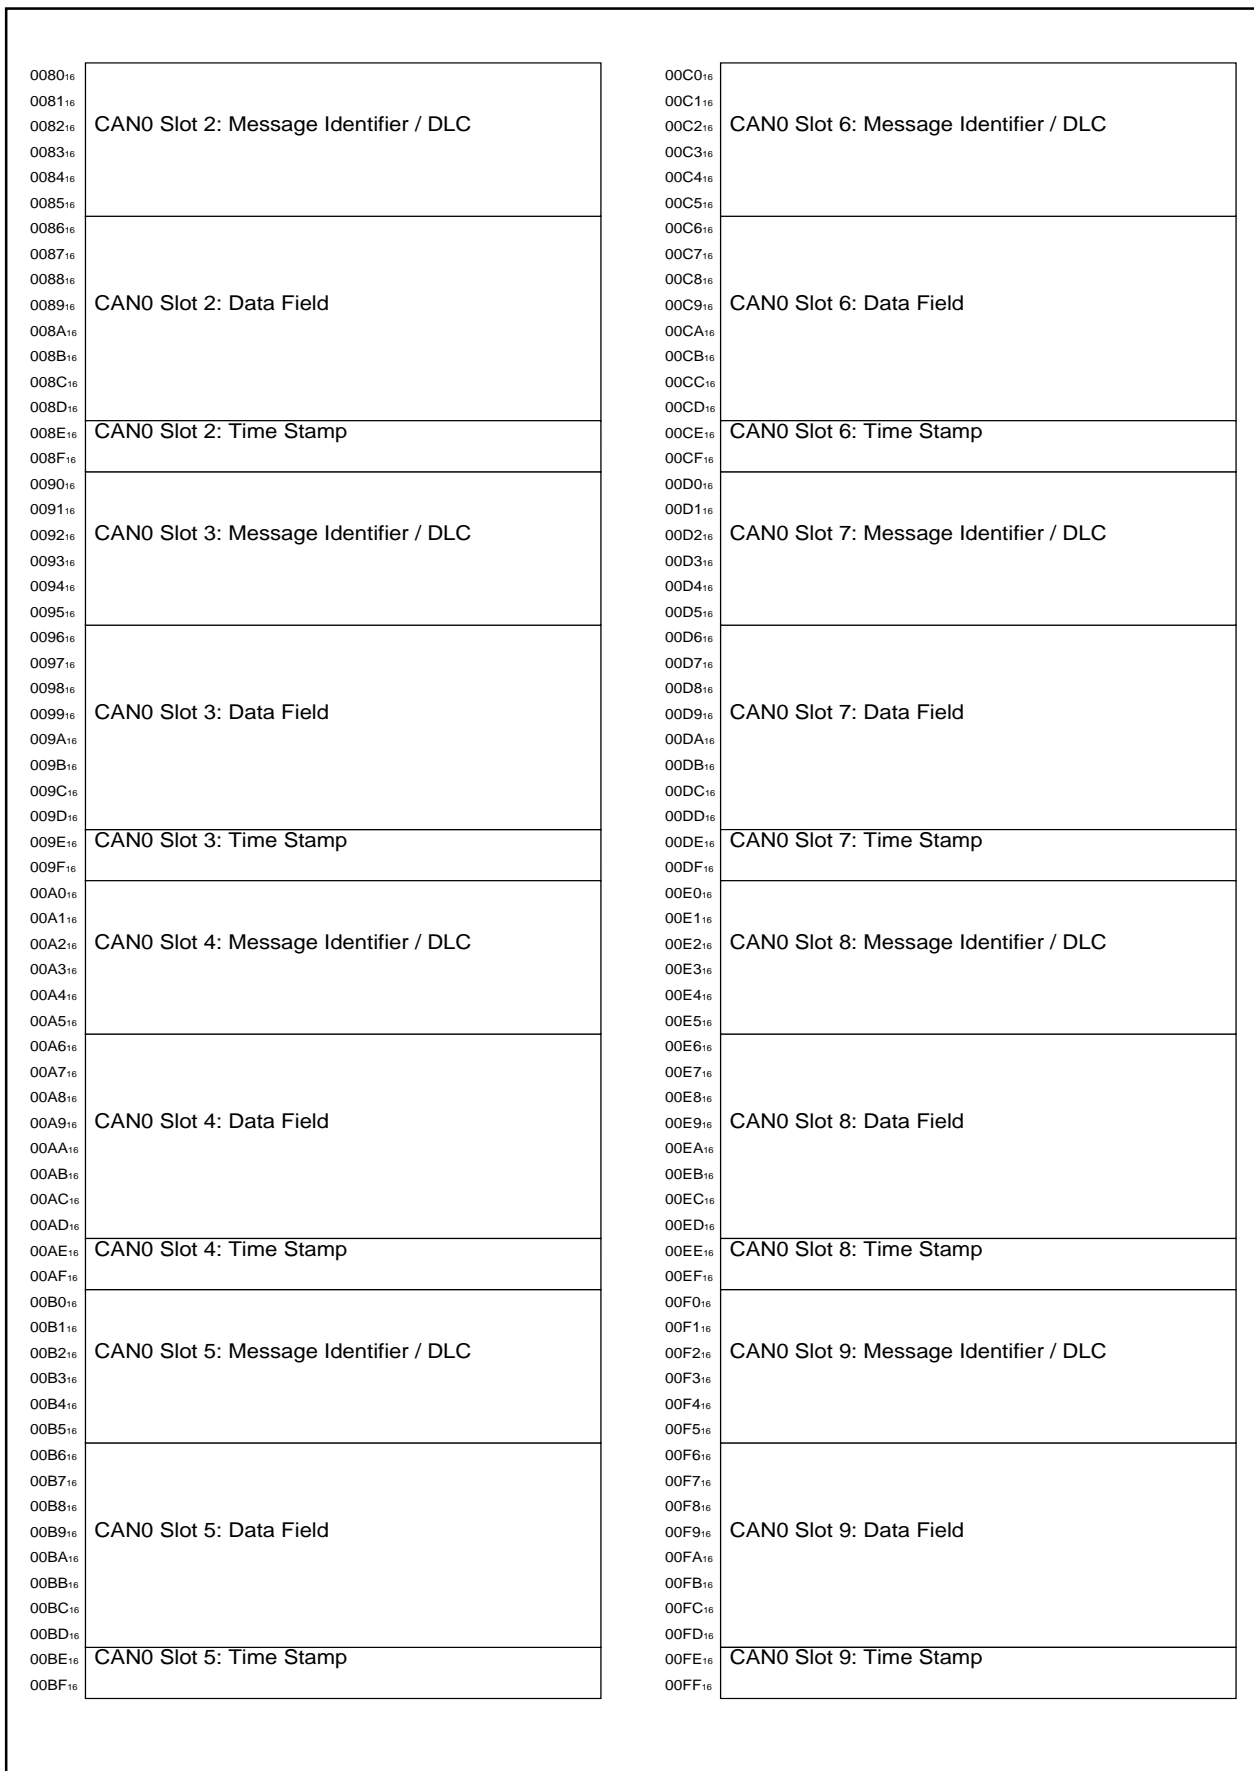 0080₁₆
0081₁₆
0082₁₆ CAN0 Slot 2: Message Identifier / DLC
0083₁₆
0084₁₆
0085₁₆
0086₁₆
0087₁₆
0088₁₆
0089₁₆ CAN0 Slot 2: Data Field
008A₁₆
008B₁₆
008C₁₆
008D₁₆
008E₁₆ CAN0 Slot 2: Time Stamp
008F₁₆
0090₁₆
0091₁₆
0092₁₆ CAN0 Slot 3: Message Identifier / DLC
0093₁₆
0094₁₆
0095₁₆
0096₁₆
0097₁₆
0098₁₆
0099₁₆ CAN0 Slot 3: Data Field
009A₁₆
009B₁₆
009C₁₆
009D₁₆
009E₁₆ CAN0 Slot 3: Time Stamp
009F₁₆
00A0₁₆
00A1₁₆
00A2₁₆ CAN0 Slot 4: Message Identifier / DLC
00A3₁₆
00A4₁₆
00A5₁₆
00A6₁₆
00A7₁₆
00A8₁₆
00A9₁₆ CAN0 Slot 4: Data Field
00AA₁₆
00AB₁₆
00AC₁₆
00AD₁₆
00AE₁₆ CAN0 Slot 4: Time Stamp
00AF₁₆
00B0₁₆
00B1₁₆
00B2₁₆ CAN0 Slot 5: Message Identifier / DLC
00B3₁₆
00B4₁₆
00B5₁₆
00B6₁₆
00B7₁₆
00B8₁₆
00B9₁₆ CAN0 Slot 5: Data Field
00BA₁₆
00BB₁₆
00BC₁₆
00BD₁₆
00BE₁₆ CAN0 Slot 5: Time Stamp
00BF₁₆
00C0₁₆
00C1₁₆
00C2₁₆ CAN0 Slot 6: Message Identifier / DLC
00C3₁₆
00C4₁₆
00C5₁₆
00C6₁₆
00C7₁₆
00C8₁₆
00C9₁₆ CAN0 Slot 6: Data Field
00CA₁₆
00CB₁₆
00CC₁₆
00CD₁₆
00CE₁₆ CAN0 Slot 6: Time Stamp
00CF₁₆
00D0₁₆
00D1₁₆
00D2₁₆ CAN0 Slot 7: Message Identifier / DLC
00D3₁₆
00D4₁₆
00D5₁₆
00D6₁₆
00D7₁₆
00D8₁₆
00D9₁₆ CAN0 Slot 7: Data Field
00DA₁₆
00DB₁₆
00DC₁₆
00DD₁₆
00DE₁₆ CAN0 Slot 7: Time Stamp
00DF₁₆
00E0₁₆
00E1₁₆
00E2₁₆ CAN0 Slot 8: Message Identifier / DLC
00E3₁₆
00E4₁₆
00E5₁₆
00E6₁₆
00E7₁₆
00E8₁₆
00E9₁₆ CAN0 Slot 8: Data Field
00EA₁₆
00EB₁₆
00EC₁₆
00ED₁₆
00EE₁₆ CAN0 Slot 8: Time Stamp
00EF₁₆
00F0₁₆
00F1₁₆
00F2₁₆ CAN0 Slot 9: Message Identifier / DLC
00F3₁₆
00F4₁₆
00F5₁₆
00F6₁₆
00F7₁₆
00F8₁₆
00F9₁₆ CAN0 Slot 9: Data Field
00FA₁₆
00FB₁₆
00FC₁₆
00FD₁₆
00FE₁₆ CAN0 Slot 9: Time Stamp
00FF₁₆